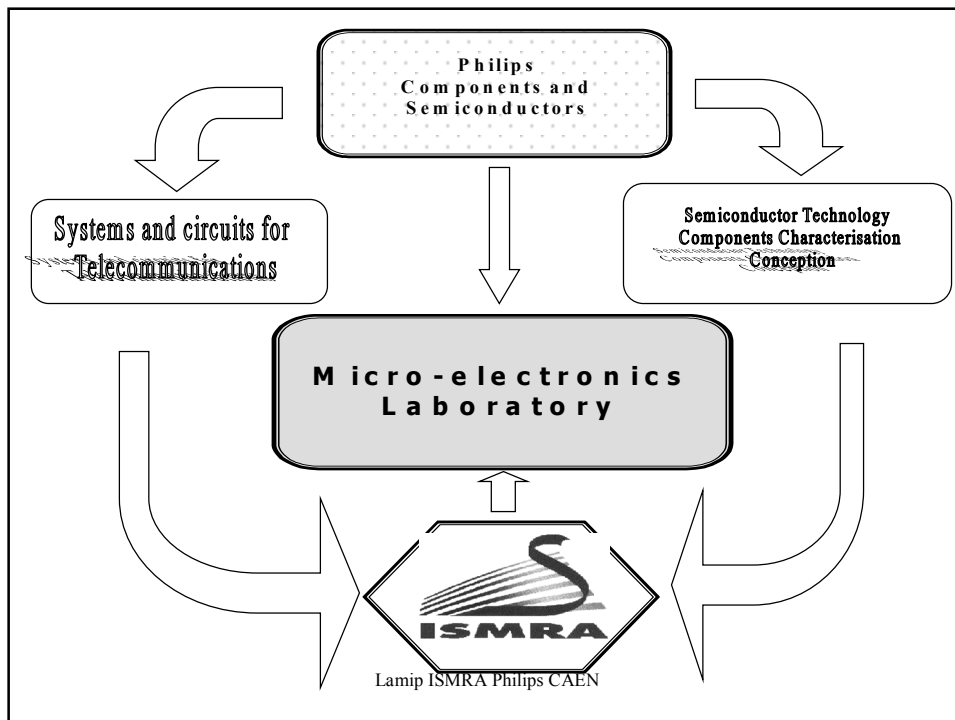 Philips
Components and
Semiconductors
Systems and circuits for
Telecommunications
Semiconductor Technology
Components Characterisation
Conception
Micro-electronics
Laboratory
ISMRA
Lamip ISMRA Philips CAEN